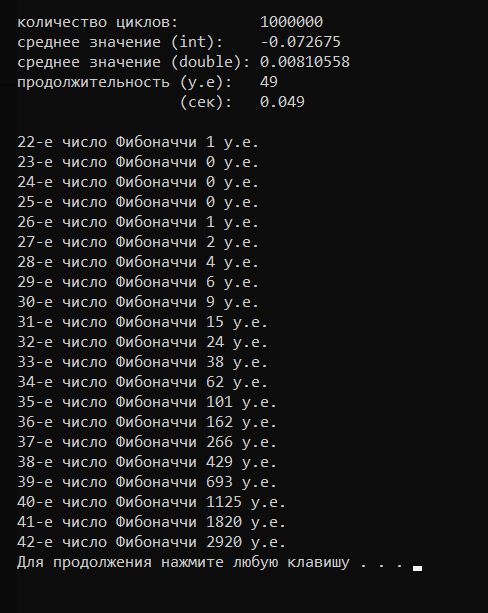 количество циклов: 1000000
среднее значение (int): -0.072675
среднее значение (double): 0.00810558
продолжительность (у.е): 49
(сек): 0.049
22-е число Фибоначчи 1 у.е.
23-е число Фибоначчи 0 у.е.
24-е число Фибоначчи 0 у.е.
25-е число Фибоначчи 0 у.е.
26-е число Фибоначчи 1 у.е.
27-е число Фибоначчи 2 у.е.
28-е число Фибоначчи 4 у.е.
29-е число Фибоначчи 6 у.е.
30-е число Фибоначчи 9 у.е.
31-е число Фибоначчи 15 у.е.
32-е число Фибоначчи 24 у.е.
33-е число Фибоначчи 38 у.е.
34-е число Фибоначчи 62 у.е.
35-е число Фибоначчи 101 у.е.
36-е число Фибоначчи 162 у.е.
37-е число Фибоначчи 266 у.е.
38-е число Фибоначчи 429 у.е.
39-е число Фибоначчи 693 у.е.
40-е число Фибоначчи 1125 у.е.
41-е число Фибоначчи 1820 у.е.
42-е число Фибоначчи 2920 у.е.
Для продолжения нажмите любую клавишу . . .